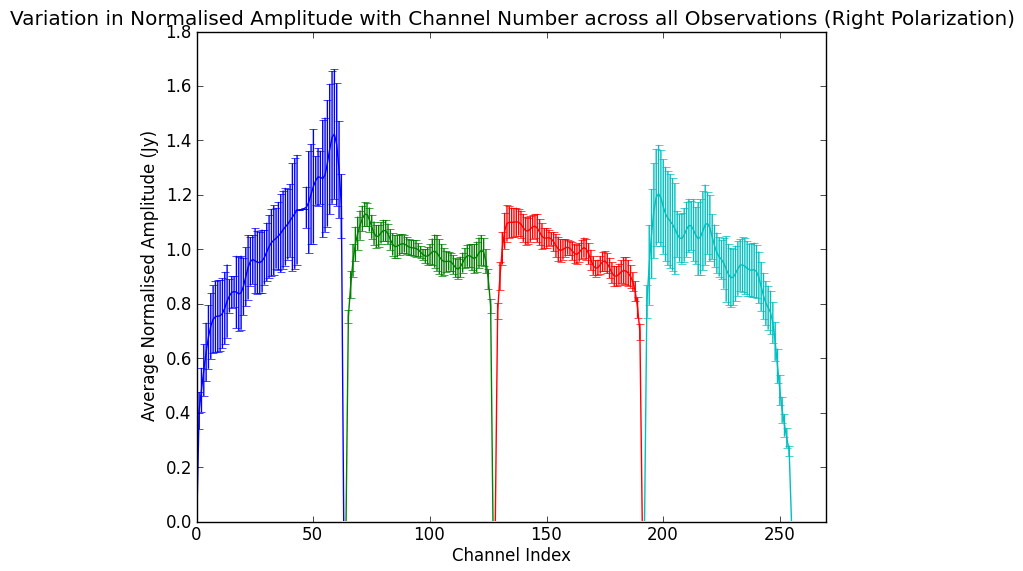 Variation in Normalised Amplitude with Channel Number across all Observations (Right Polarization)
1.8
1.6
1.4
1.2
1.0
0.8
0.6
0.4
0.2
0.0
Average Normalised Amplitude (Jy)
0 50 100 150 200 250
Channel Index